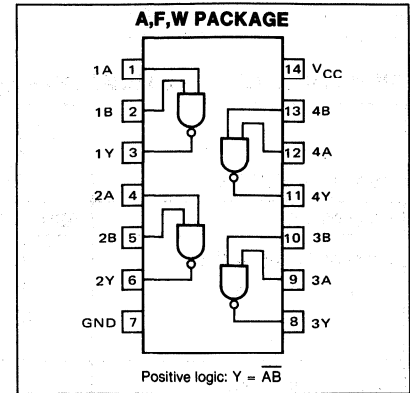 A,F,W PACKAGE
1A 1 14 VCC
1B 2 13 4B
1Y 3 12 4A
2A 4 11 4Y
2B 5 10 3B
2Y 6 9 3A
GND 7 8 3Y
Positive logic: Y = A̅B̅